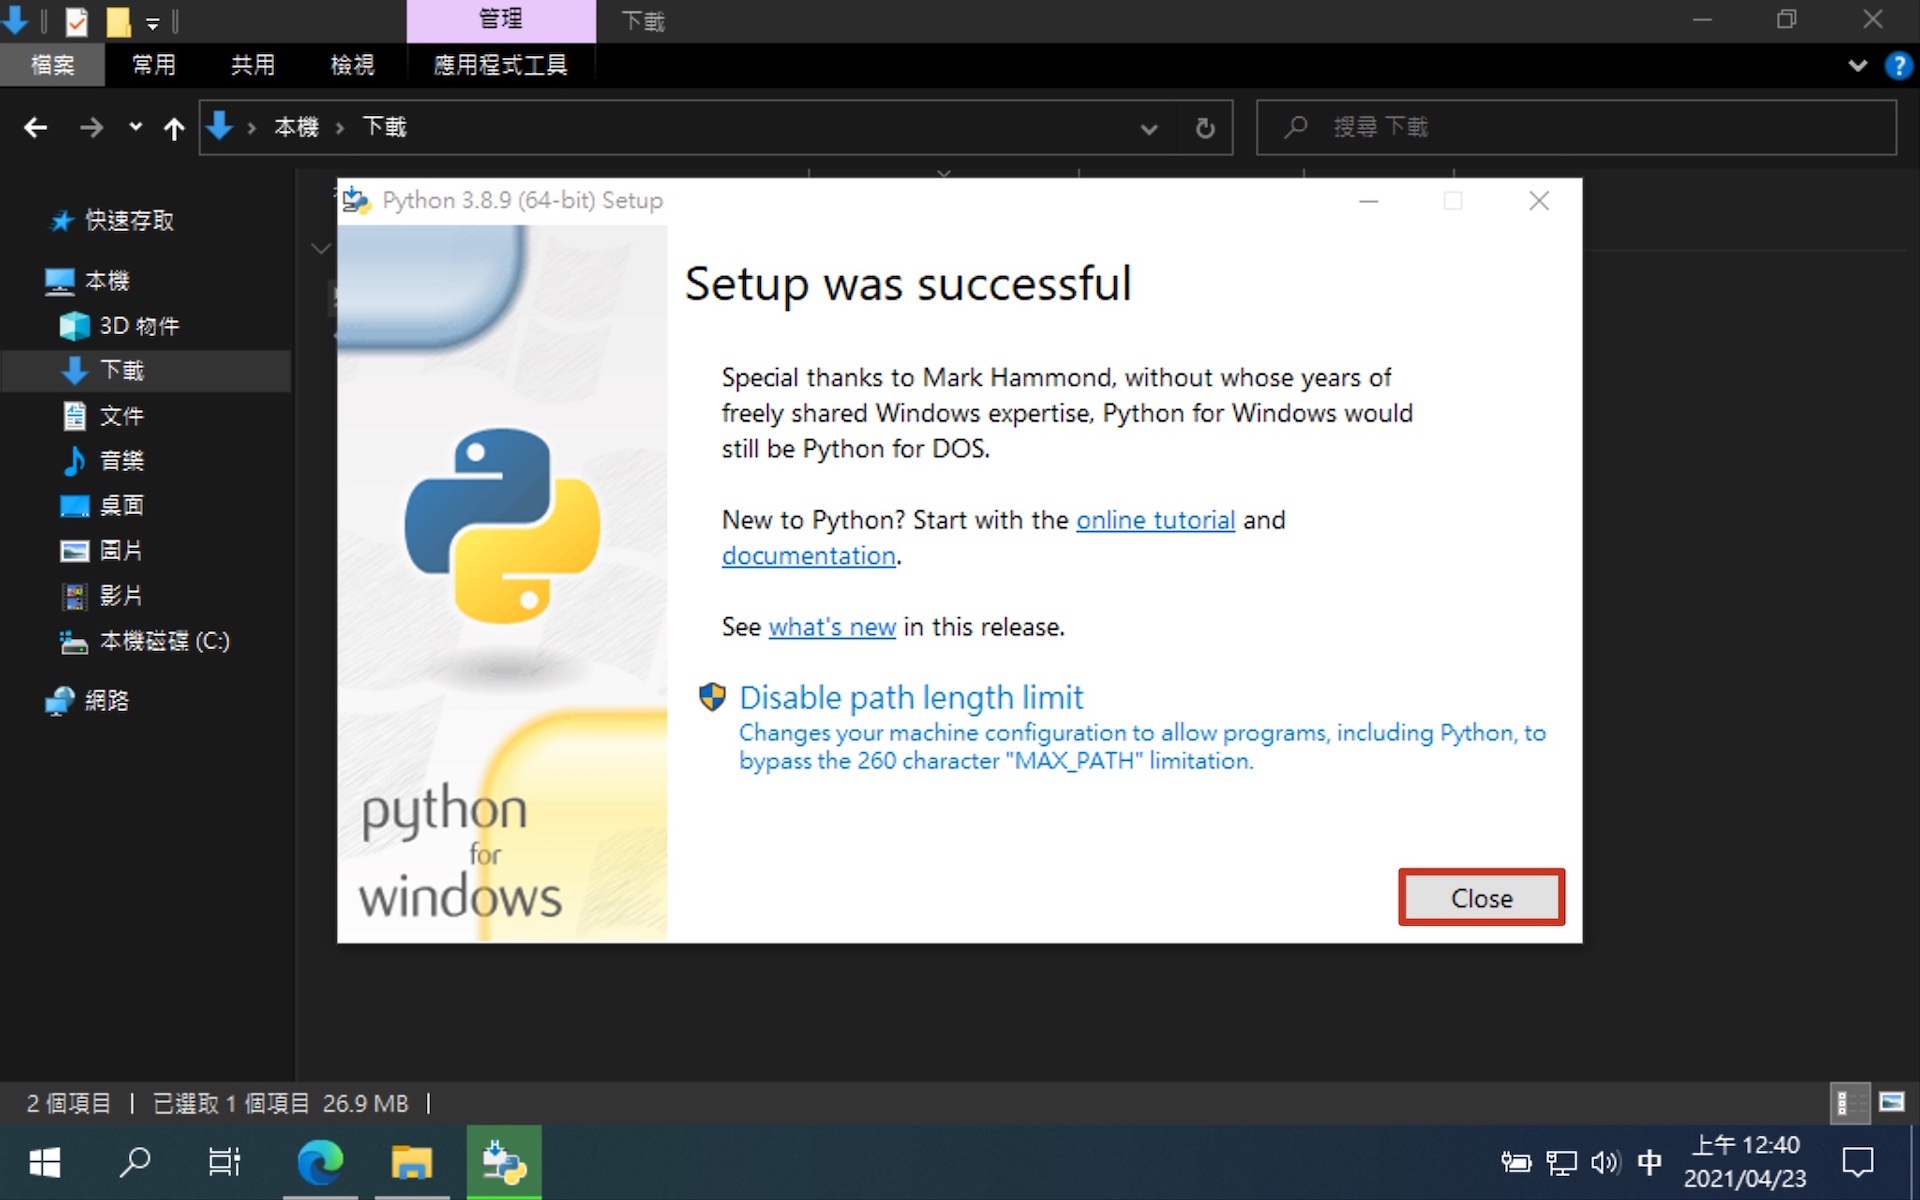 管理
下載
檔案
常用
共用
檢視
應用程式工具
本機
下載
搜尋 下載
快速存取
本機
3D 物件
下載
文件
音樂
桌面
圖片
影片
本機磁碟 (C:)
網路
Python 3.8.9 (64-bit) Setup
Setup was successful
Special thanks to Mark Hammond, without whose years of
freely shared Windows expertise, Python for Windows would
still be Python for DOS.
New to Python? Start with the online tutorial and
documentation.
See what's new in this release.
Disable path length limit
Changes your machine configuration to allow programs, including Python, to
bypass the 260 character "MAX_PATH" limitation.
python
for
windows
Close
2 個項目
已選取 1 個項目 26.9 MB
中
上午 12:40
2021/04/23